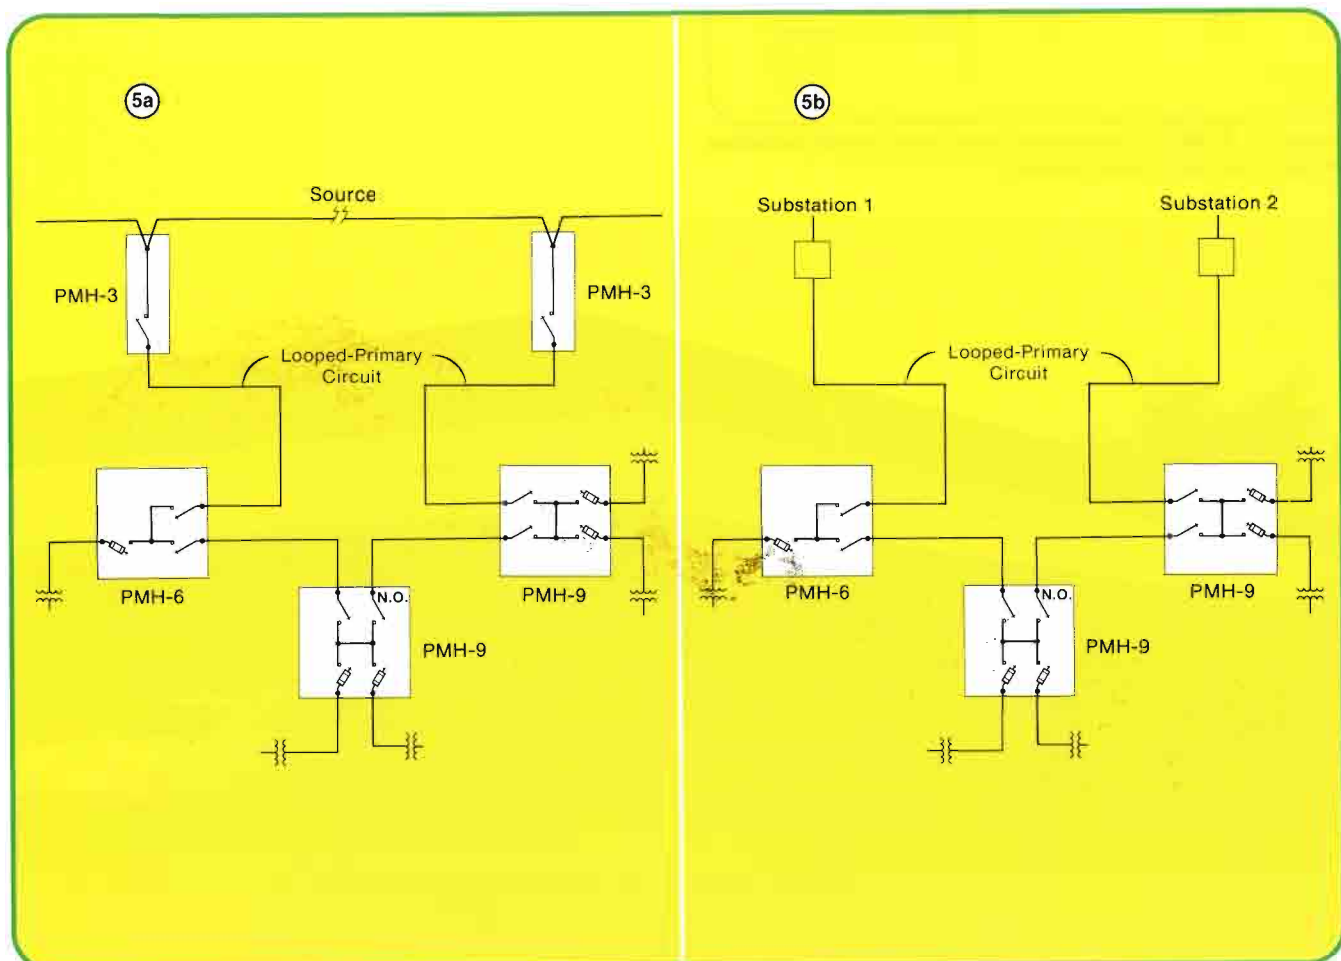 5a
Source
PMH-3
PMH-3
Looped-Primary
Circuit
PMH-6
N.O.
PMH-9
PMH-9
5b
Substation 1
Substation 2
Looped-Primary
Circuit
PMH-6
N.O.
PMH-9
PMH-9